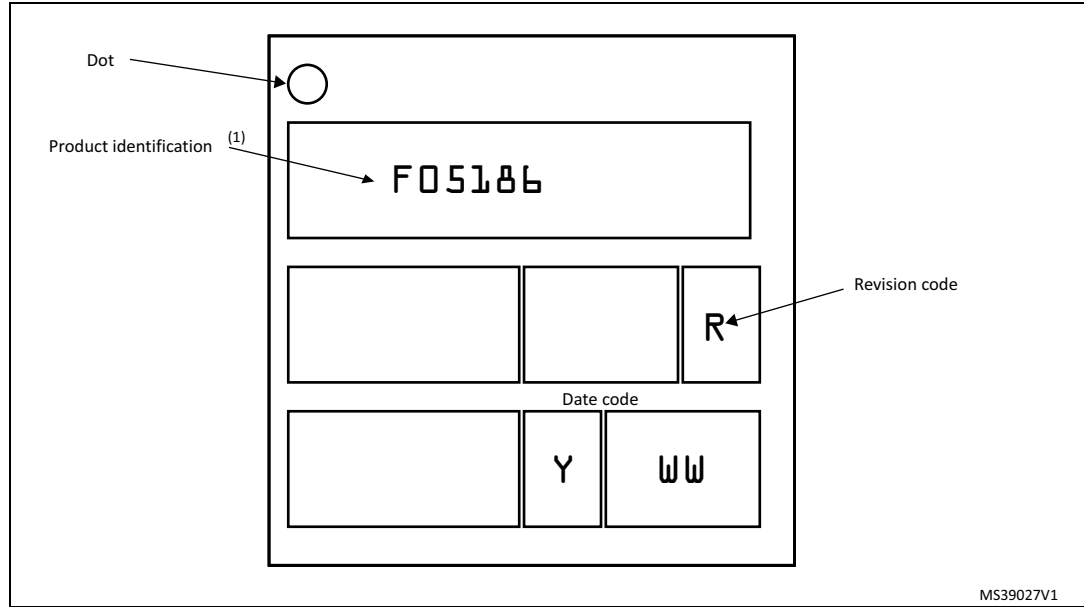 Dot
Product identification (1)
F05186
Revision code
R
Date code
Y WW
MS39027V1